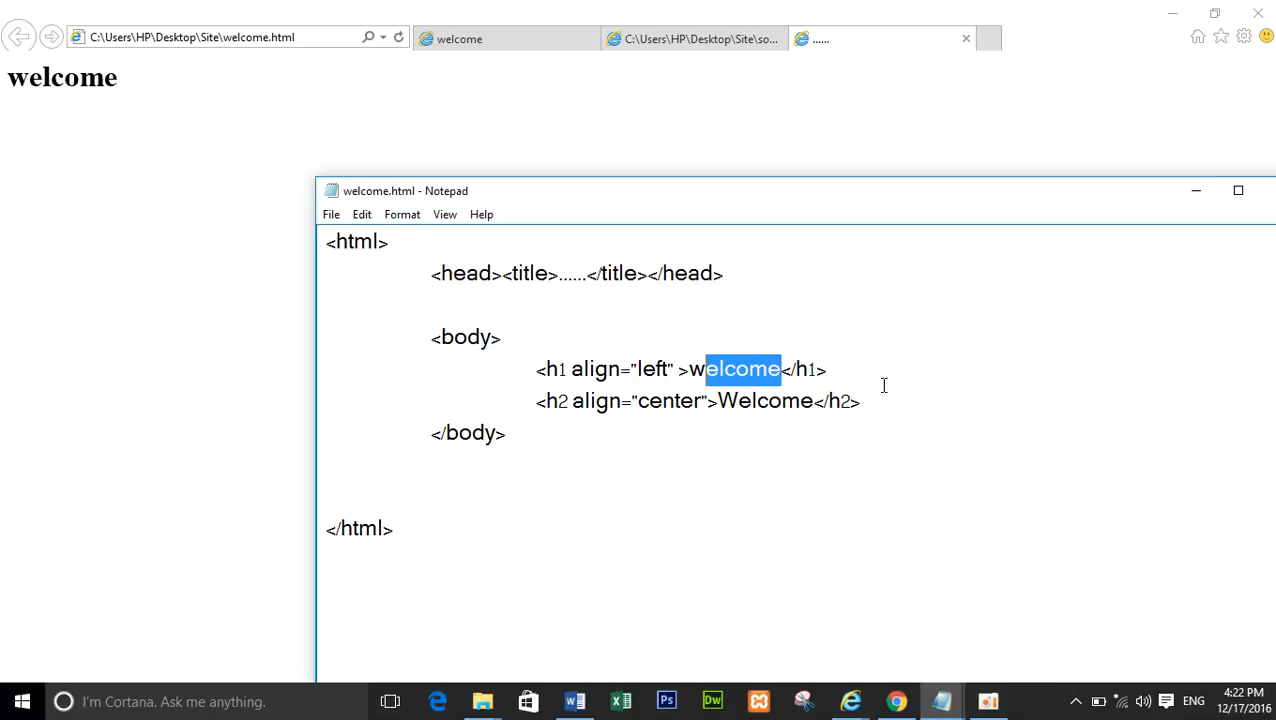 C:\Users\HP\Desktop\Site\welcome.html
welcome
C:\Users\HP\Desktop\Site\so...
......
welcome
welcome.html - Notepad
File Edit Format View Help
<html>
<head><title>......</title></head>
<body>
<h1 align="left" >welcome</h1>
<h2 align="center">Welcome</h2>
</body>
</html>
I'm Cortana. Ask me anything.
Ps
Dw
ENG
4:22 PM
12/17/2016